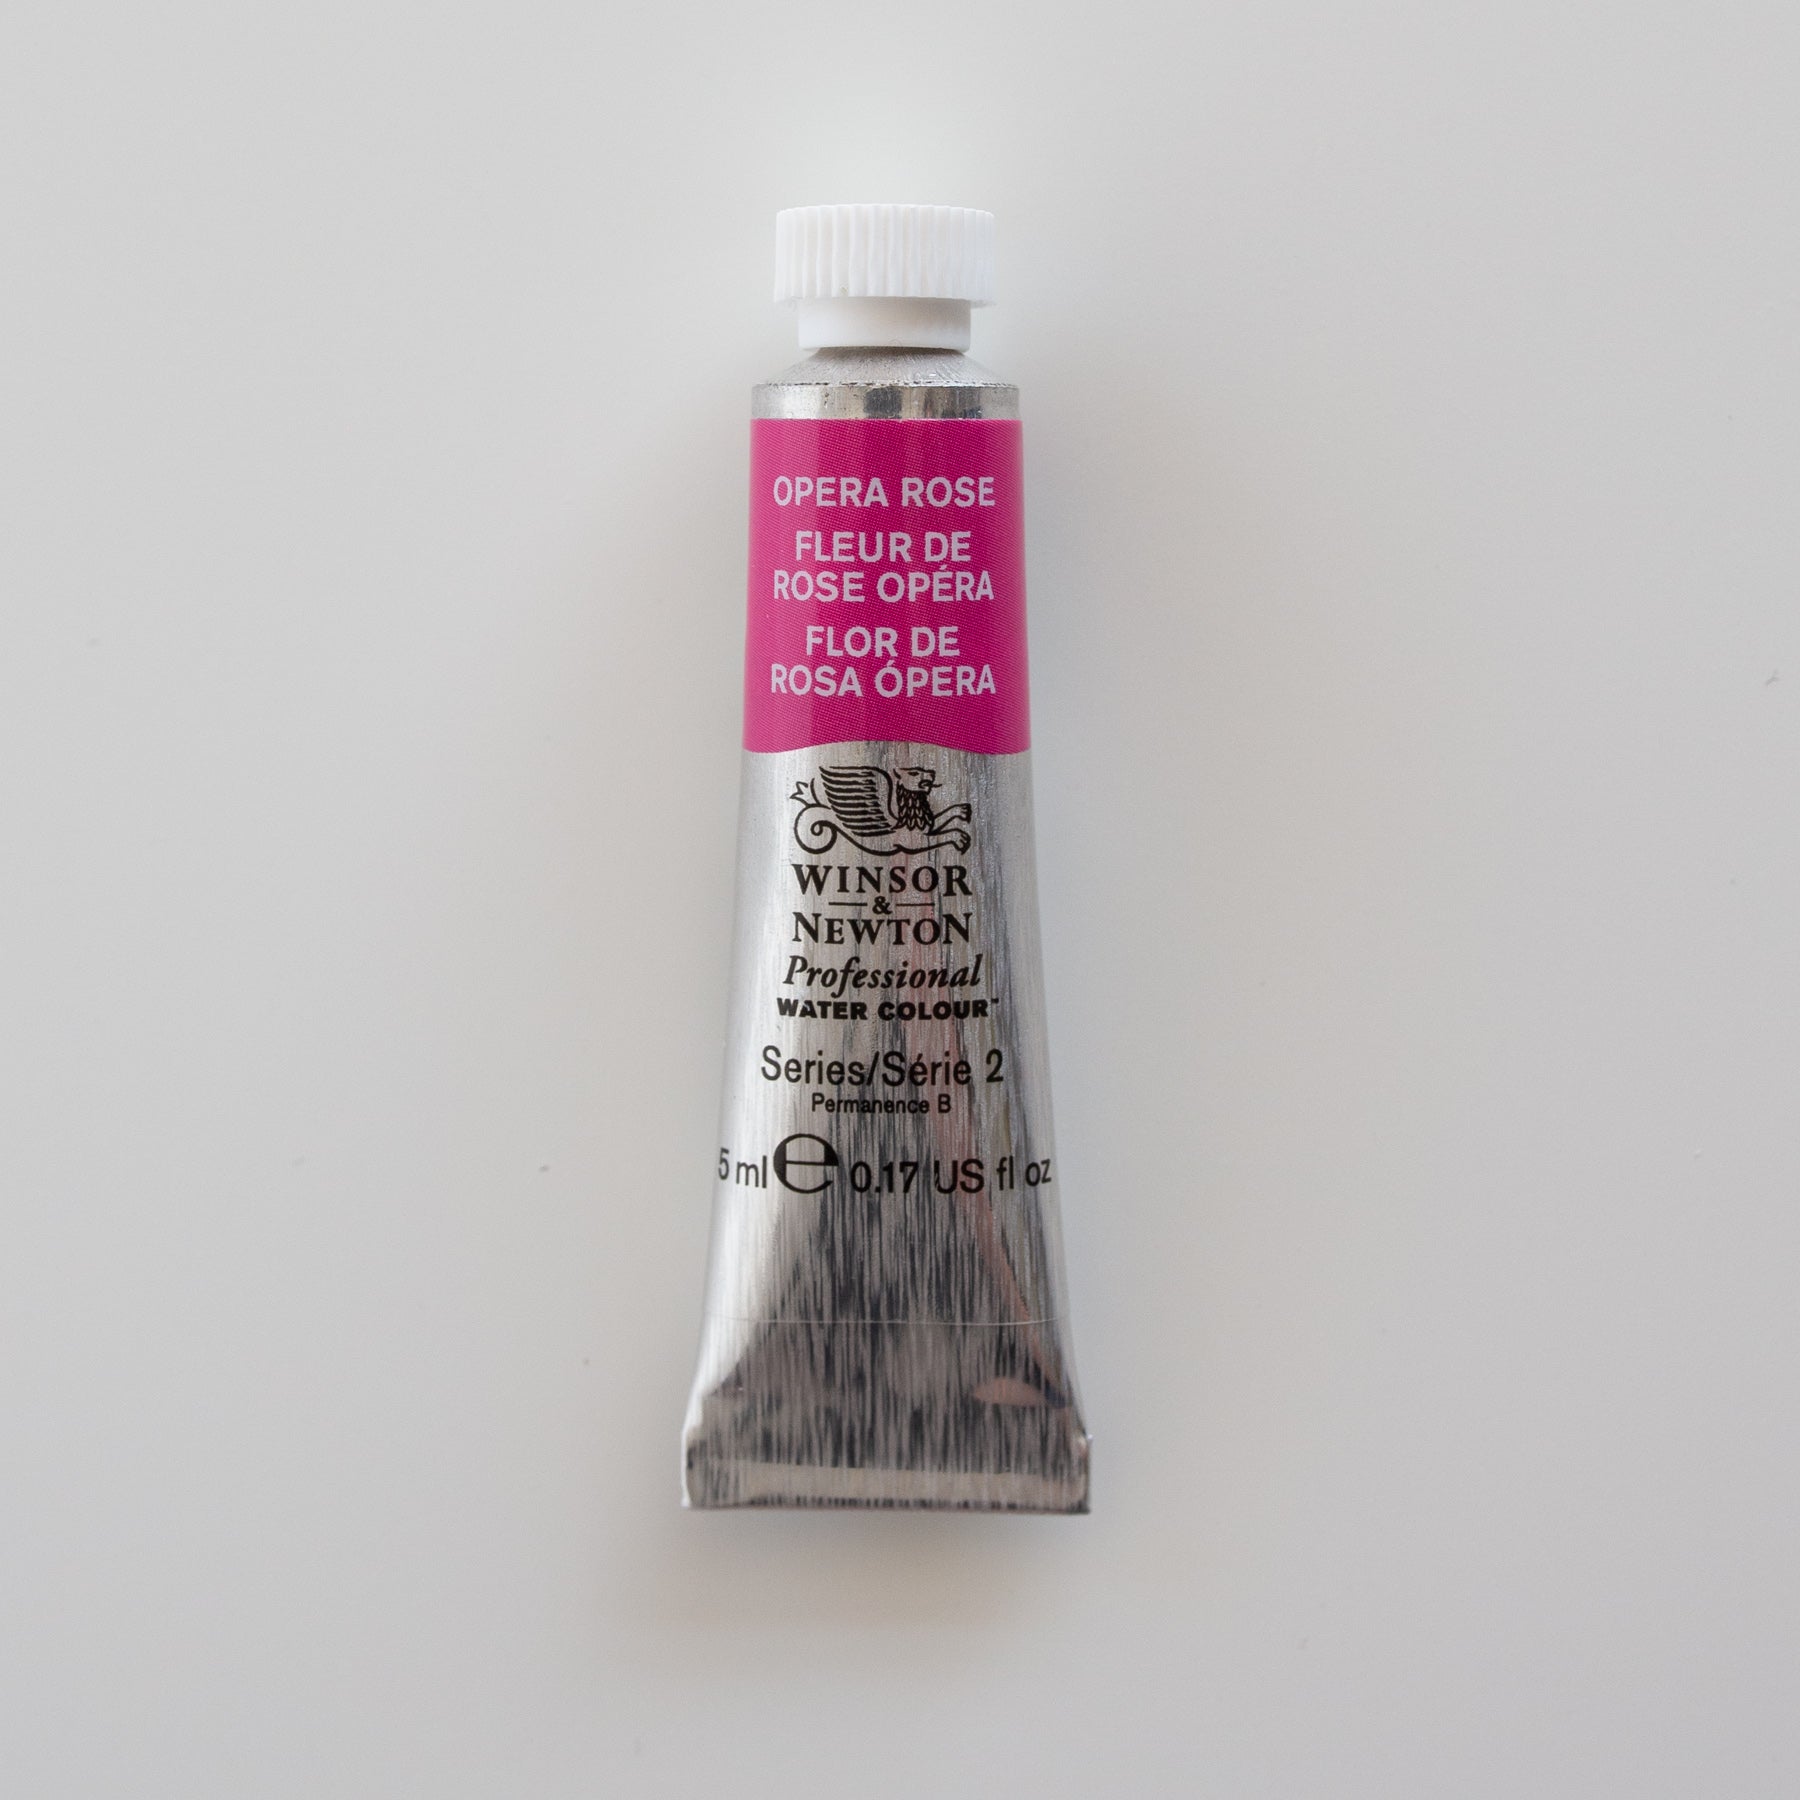 OPERA ROSE
FLEUR DE
ROSE OPÉRA
FLOR DE
ROSA ÓPERA
WINSOR
&
NEWTON
Professional
WATER COLOUR™
Series/Série 2
Permanence B
5 ml ℮ 0.17 US fl oz